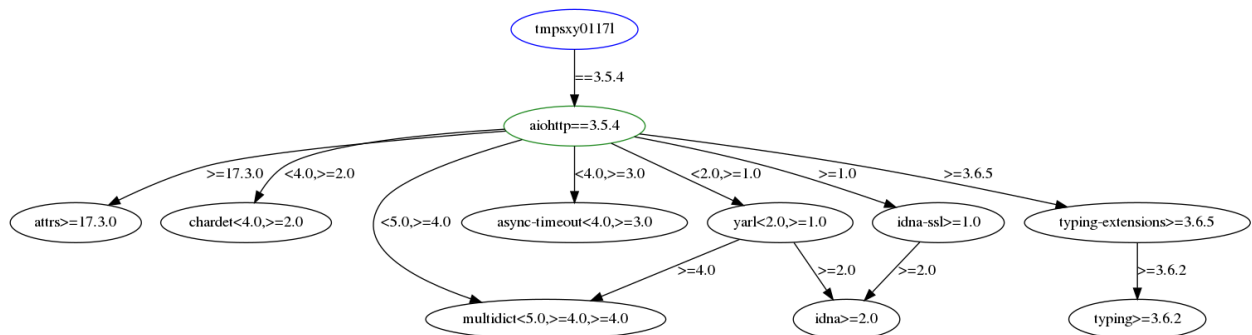 tmpsxy0117l
==3.5.4
aiohttp==3.5.4
>=17.3.0
<4.0,>=2.0
<4.0,>=3.0
<2.0,>=1.0
>=1.0
>=3.6.5
attrs>=17.3.0
chardet<4.0,>=2.0
<5.0,>=4.0
async-timeout<4.0,>=3.0
yarl<2.0,>=1.0
idna-ssl>=1.0
typing-extensions>=3.6.5
>=4.0
>=2.0
>=2.0
>=3.6.2
multidict<5.0,>=4.0,>=4.0
idna>=2.0
typing>=3.6.2